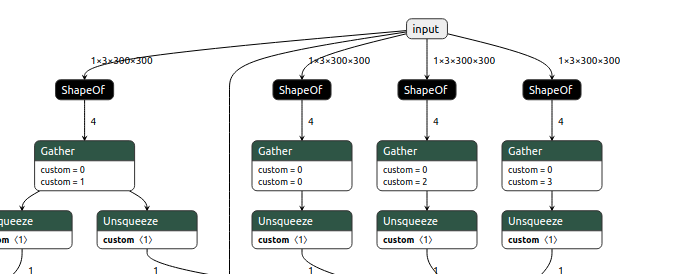 input
1×3×300×300 1×3×300×300 1×3×300×300 1×3×300×300
ShapeOf ShapeOf ShapeOf ShapeOf
4 4 4 4
Gather Gather Gather Gather
custom = 0 custom = 0 custom = 0 custom = 0
custom = 1 custom = 0 custom = 2 custom = 3
queeze Unsqueeze Unsqueeze Unsqueeze Unsqueeze
om 〈1〉 custom 〈1〉 custom 〈1〉 custom 〈1〉 custom 〈1〉
1 1 1 1 1